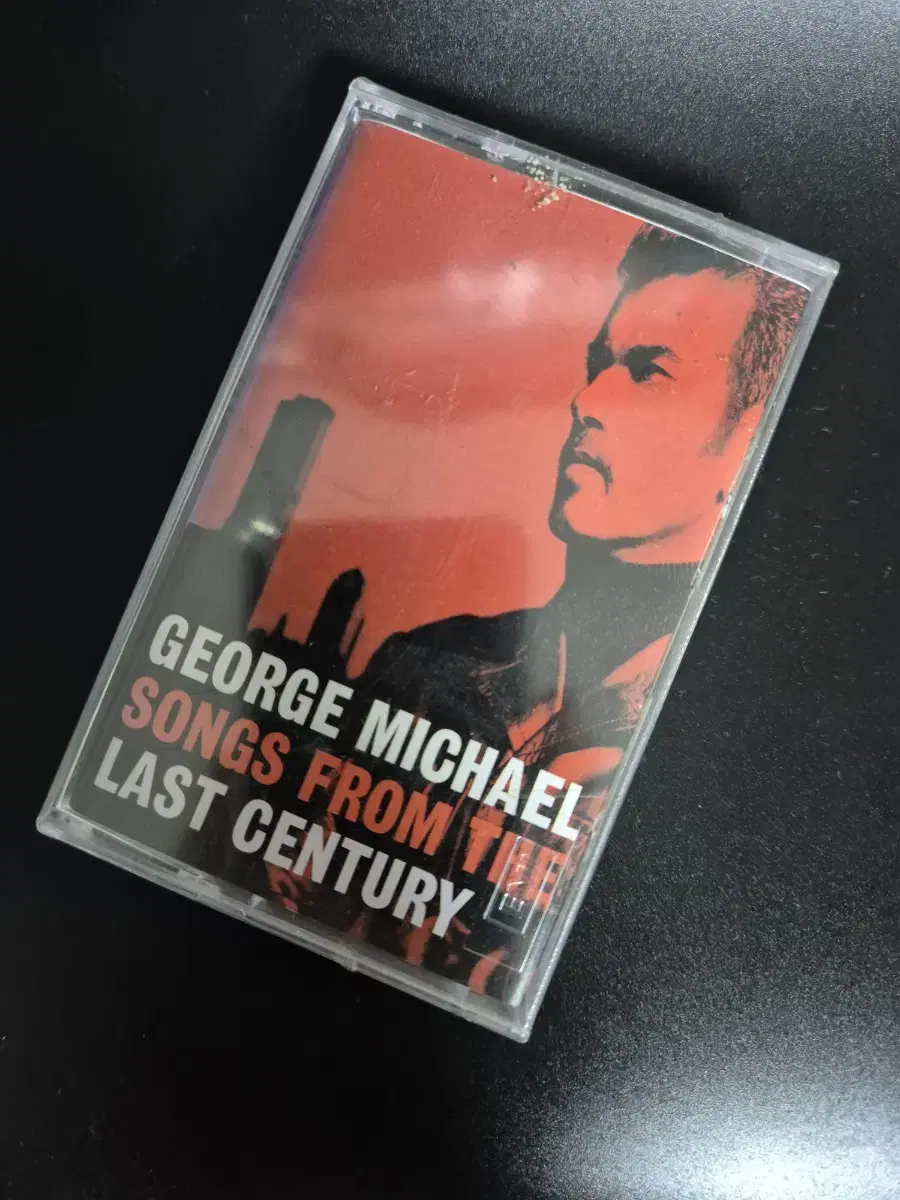 GEORGE MICHAEL
SONGS FROM THE
LAST CENTURY